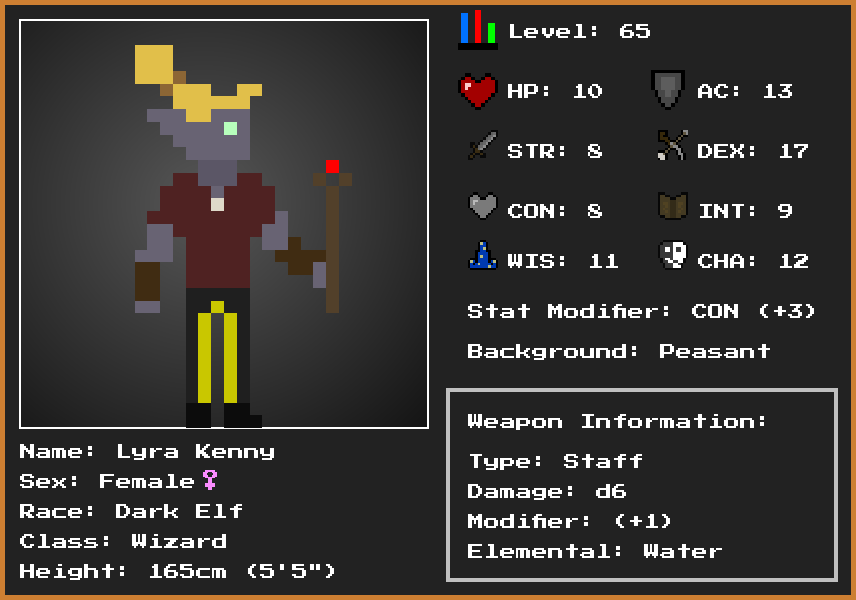 Level: 65
HP: 10
AC: 13
STR: 8
DEX: 17
CON: 8
INT: 9
WIS: 11
CHA: 12
Stat Modifier: CON (+3)
Background: Peasant
Weapon Information:
Type: Staff
Damage: d6
Modifier: (+1)
Elemental: Water
Name: Lyra Kenny
Sex: Female♀
Race: Dark Elf
Class: Wizard
Height: 165cm (5'5")